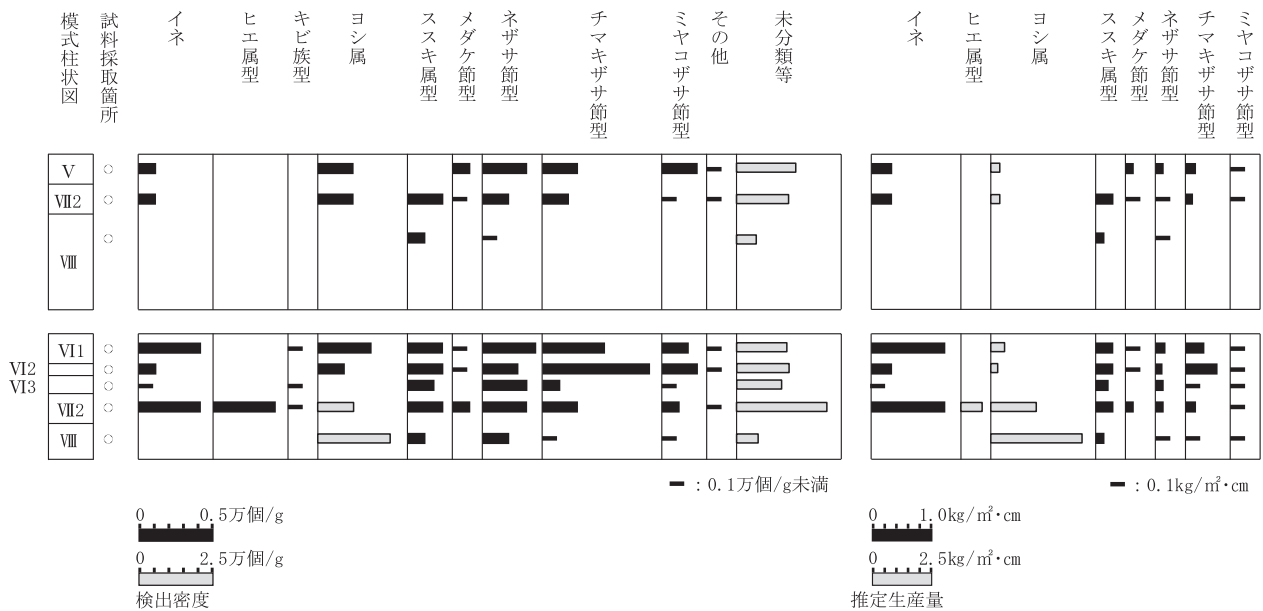 模式柱状図
試料採取箇所
イネ
ヒエ属型
キビ族型
ヨシ属
ススキ属型
メダケ節型
ネザサ節型
チマキザサ節型
ミヤコザサ節型
その他
未分類等
イネ
ヒエ属型
ヨシ属
ススキ属型
メダケ節型
ネザサ節型
チマキザサ節型
ミヤコザサ節型
Ⅴ
Ⅶ2
Ⅷ
Ⅵ1
Ⅵ2
Ⅵ3
Ⅶ2
Ⅷ
：0.1万個/g未満
：0.1kg/㎡・cm
0 0.5万個/g
0 2.5万個/g
検出密度
0 1.0kg/㎡・cm
0 2.5kg/㎡・cm
推定生産量